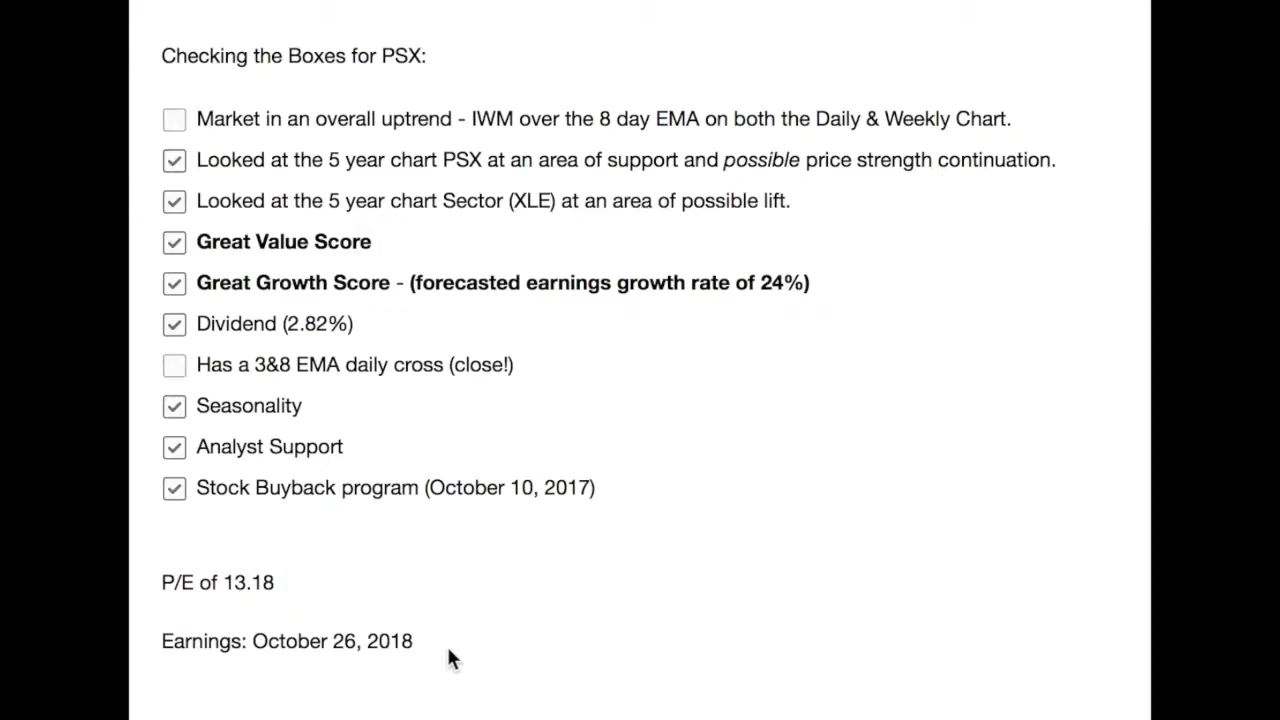 Checking the Boxes for PSX:
Market in an overall uptrend - IWM over the 8 day EMA on both the Daily & Weekly Chart.
Looked at the 5 year chart PSX at an area of support and possible price strength continuation.
Looked at the 5 year chart Sector (XLE) at an area of possible lift.
Great Value Score
Great Growth Score - (forecasted earnings growth rate of 24%)
Dividend (2.82%)
Has a 3&8 EMA daily cross (close!)
Seasonality
Analyst Support
Stock Buyback program (October 10, 2017)
P/E of 13.18
Earnings: October 26, 2018